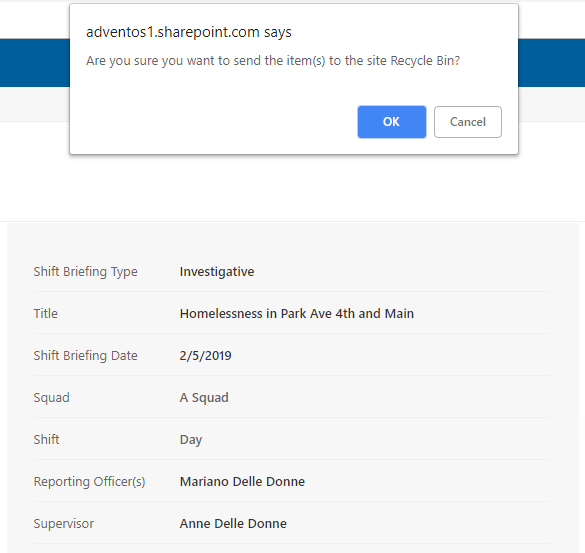 adventos1.sharepoint.com says
Are you sure you want to send the item(s) to the site Recycle Bin?
OK Cancel
Shift Briefing Type Investigative
Title Homelessness in Park Ave 4th and Main
Shift Briefing Date 2/5/2019
Squad A Squad
Shift Day
Reporting Officer(s) Mariano Delle Donne
Supervisor Anne Delle Donne